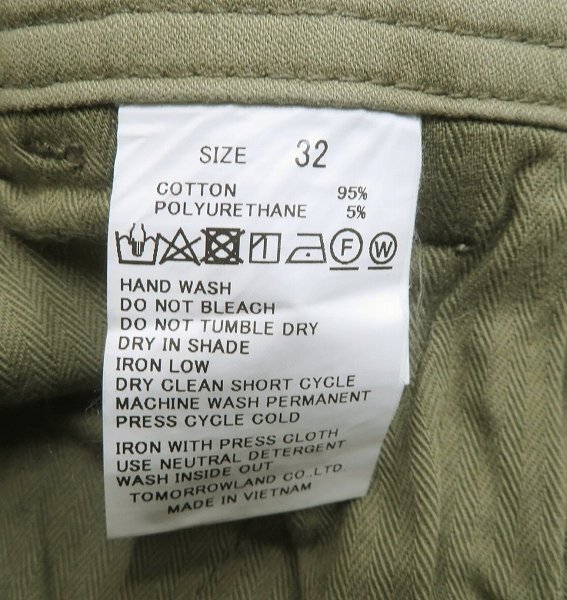 SIZE 32
COTTON 95%
POLYURETHANE 5%
F W
HAND WASH
DO NOT BLEACH
DO NOT TUMBLE DRY
DRY IN SHADE
IRON LOW
DRY CLEAN SHORT CYCLE
MACHINE WASH PERMANENT
PRESS CYCLE COLD
IRON WITH PRESS CLOTH
USE NEUTRAL DETERGENT
WASH INSIDE OUT
TOMORROWLAND CO.,LTD.
MADE IN VIETNAM